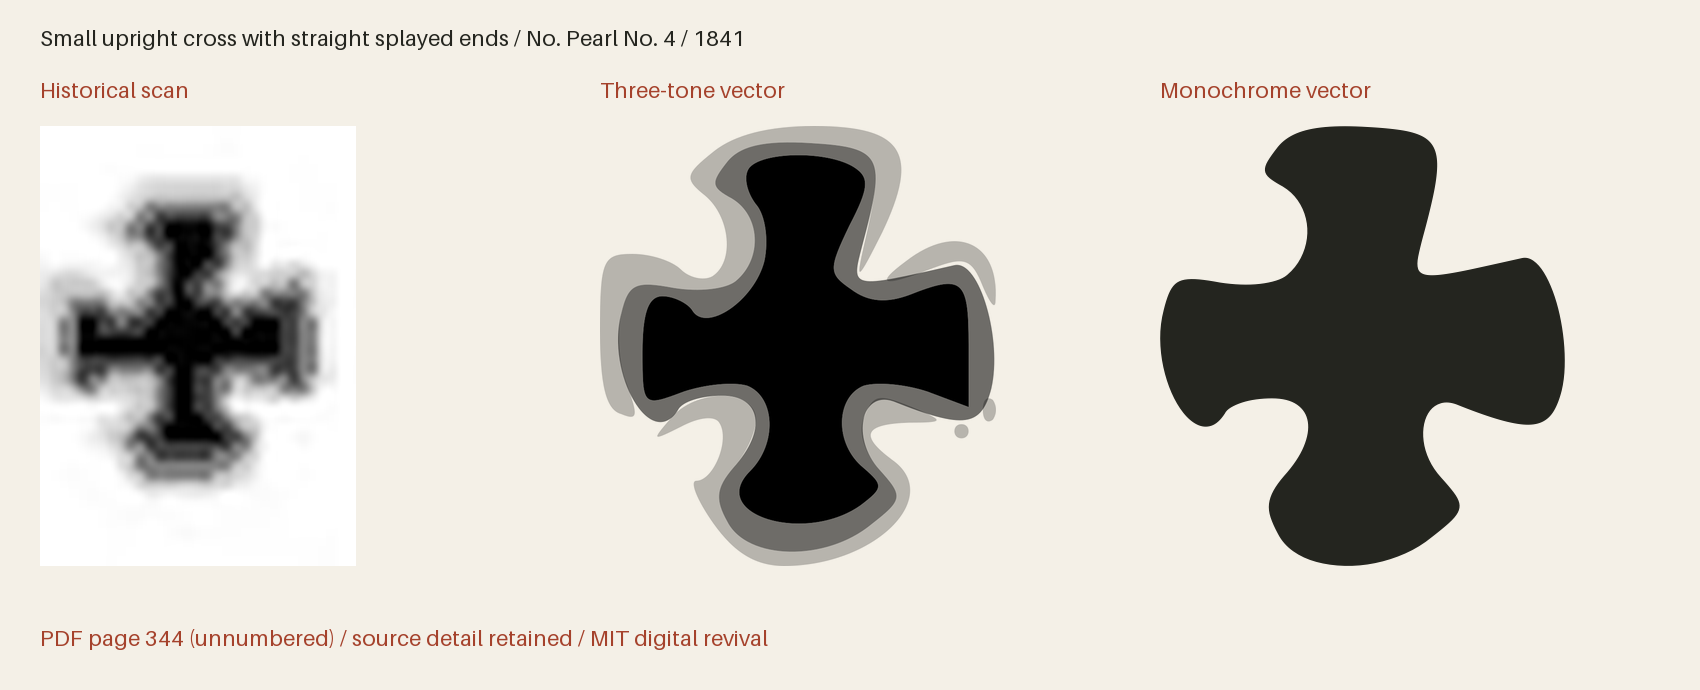 Small upright cross with straight splayed ends / No. Pearl No. 4 / 1841
Historical scan
Three-tone vector
Monochrome vector
PDF page 344 (unnumbered) / source detail retained / MIT digital revival